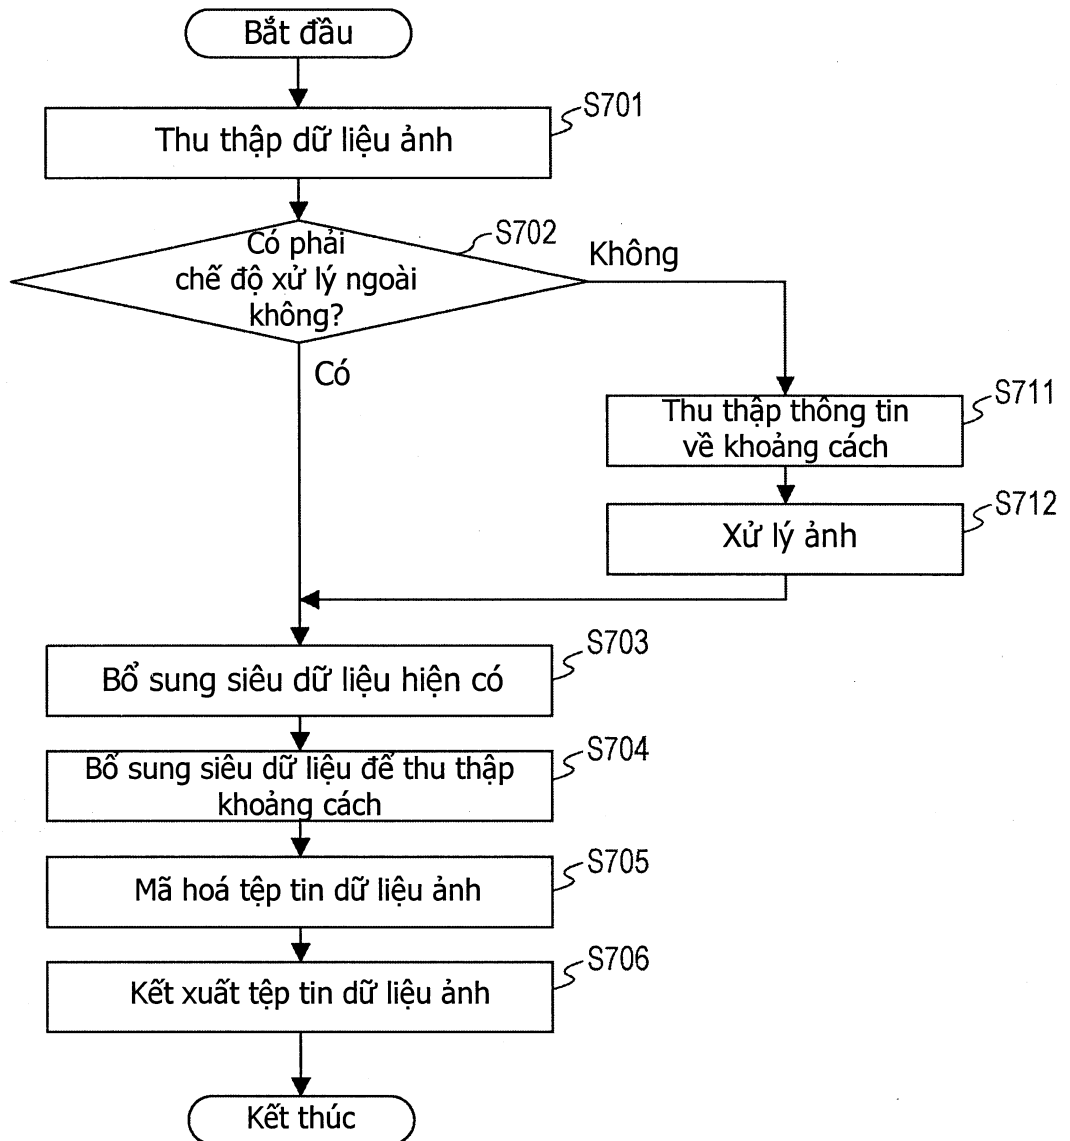 Bắt đầu
S701
Thu thập dữ liệu ảnh
S702
Có phải
chế độ xử lý ngoài
không?
Không
Có
S711
Thu thập thông tin
về khoảng cách
S712
Xử lý ảnh
S703
Bổ sung siêu dữ liệu hiện có
S704
Bổ sung siêu dữ liệu để thu thập
khoảng cách
S705
Mã hoá tệp tin dữ liệu ảnh
S706
Kết xuất tệp tin dữ liệu ảnh
Kết thúc